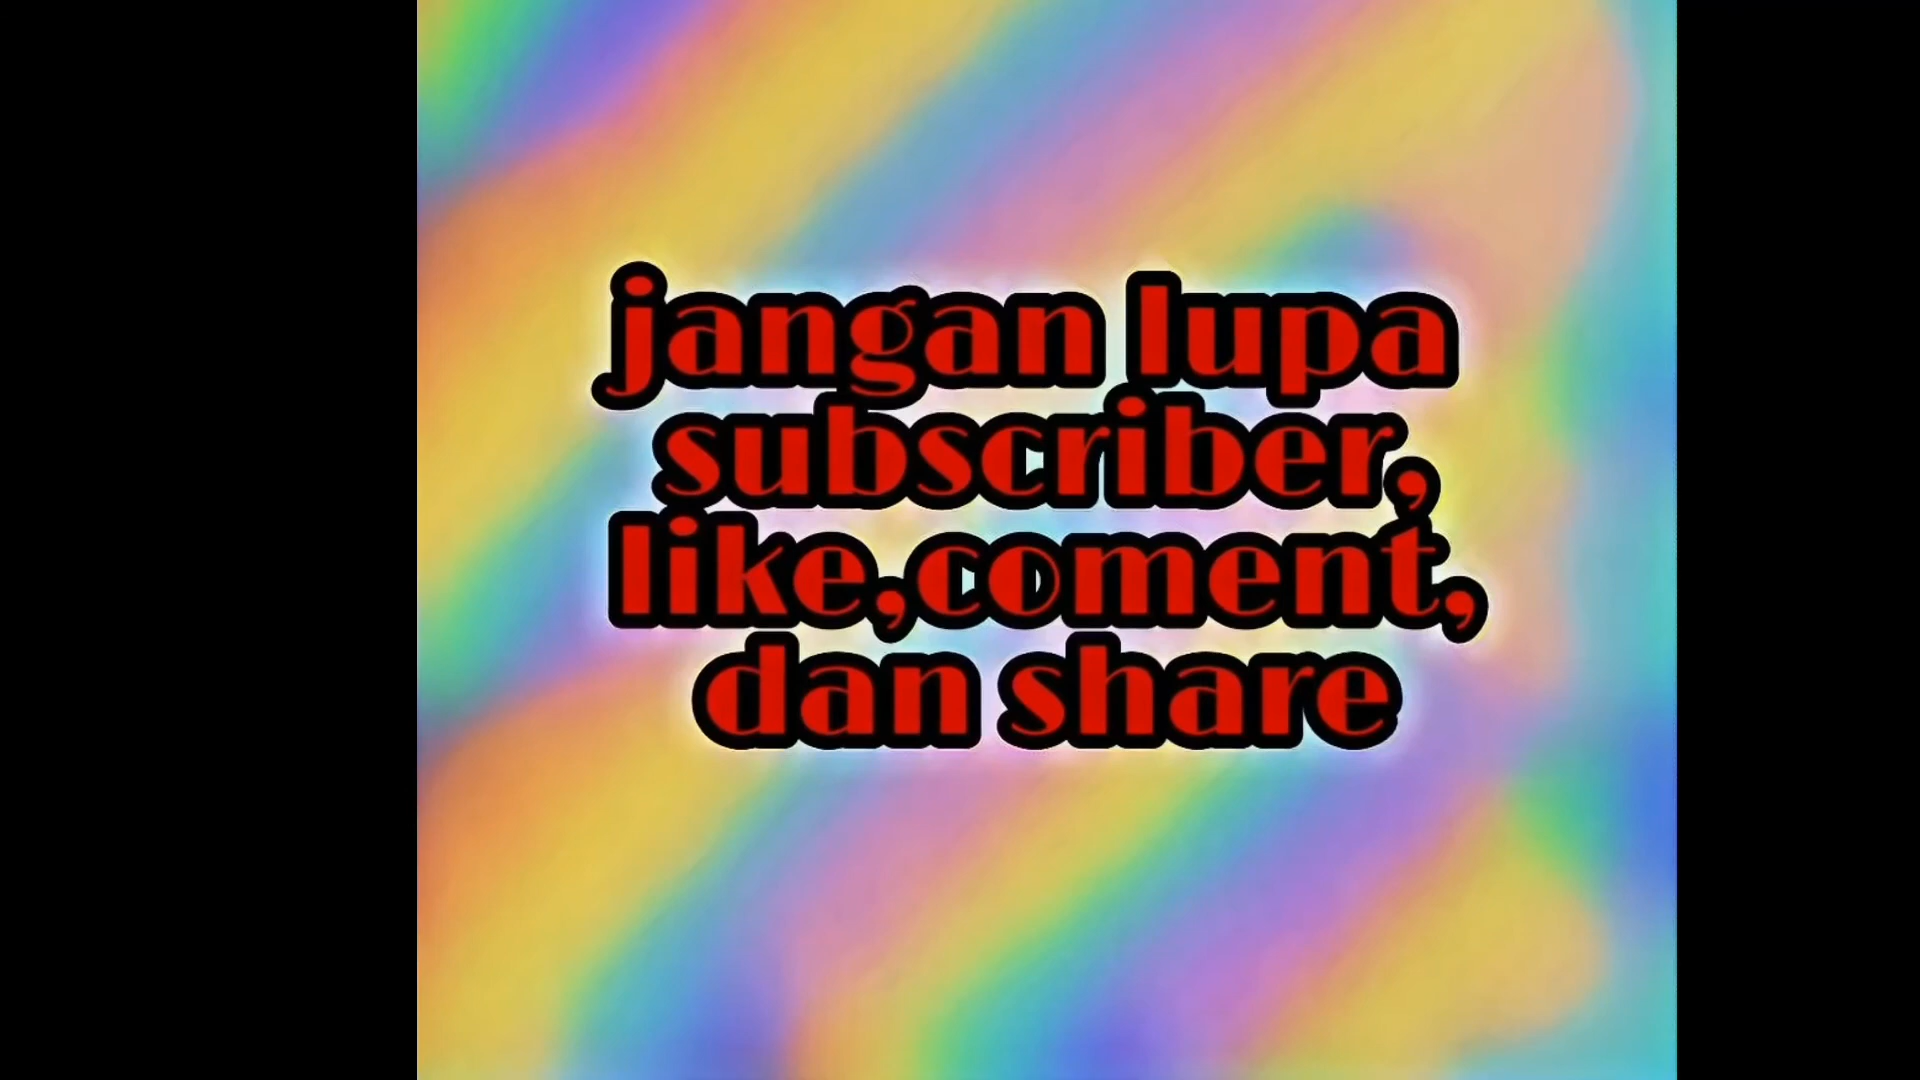 jangan lupa
subscriber,
like,coment,
dan share